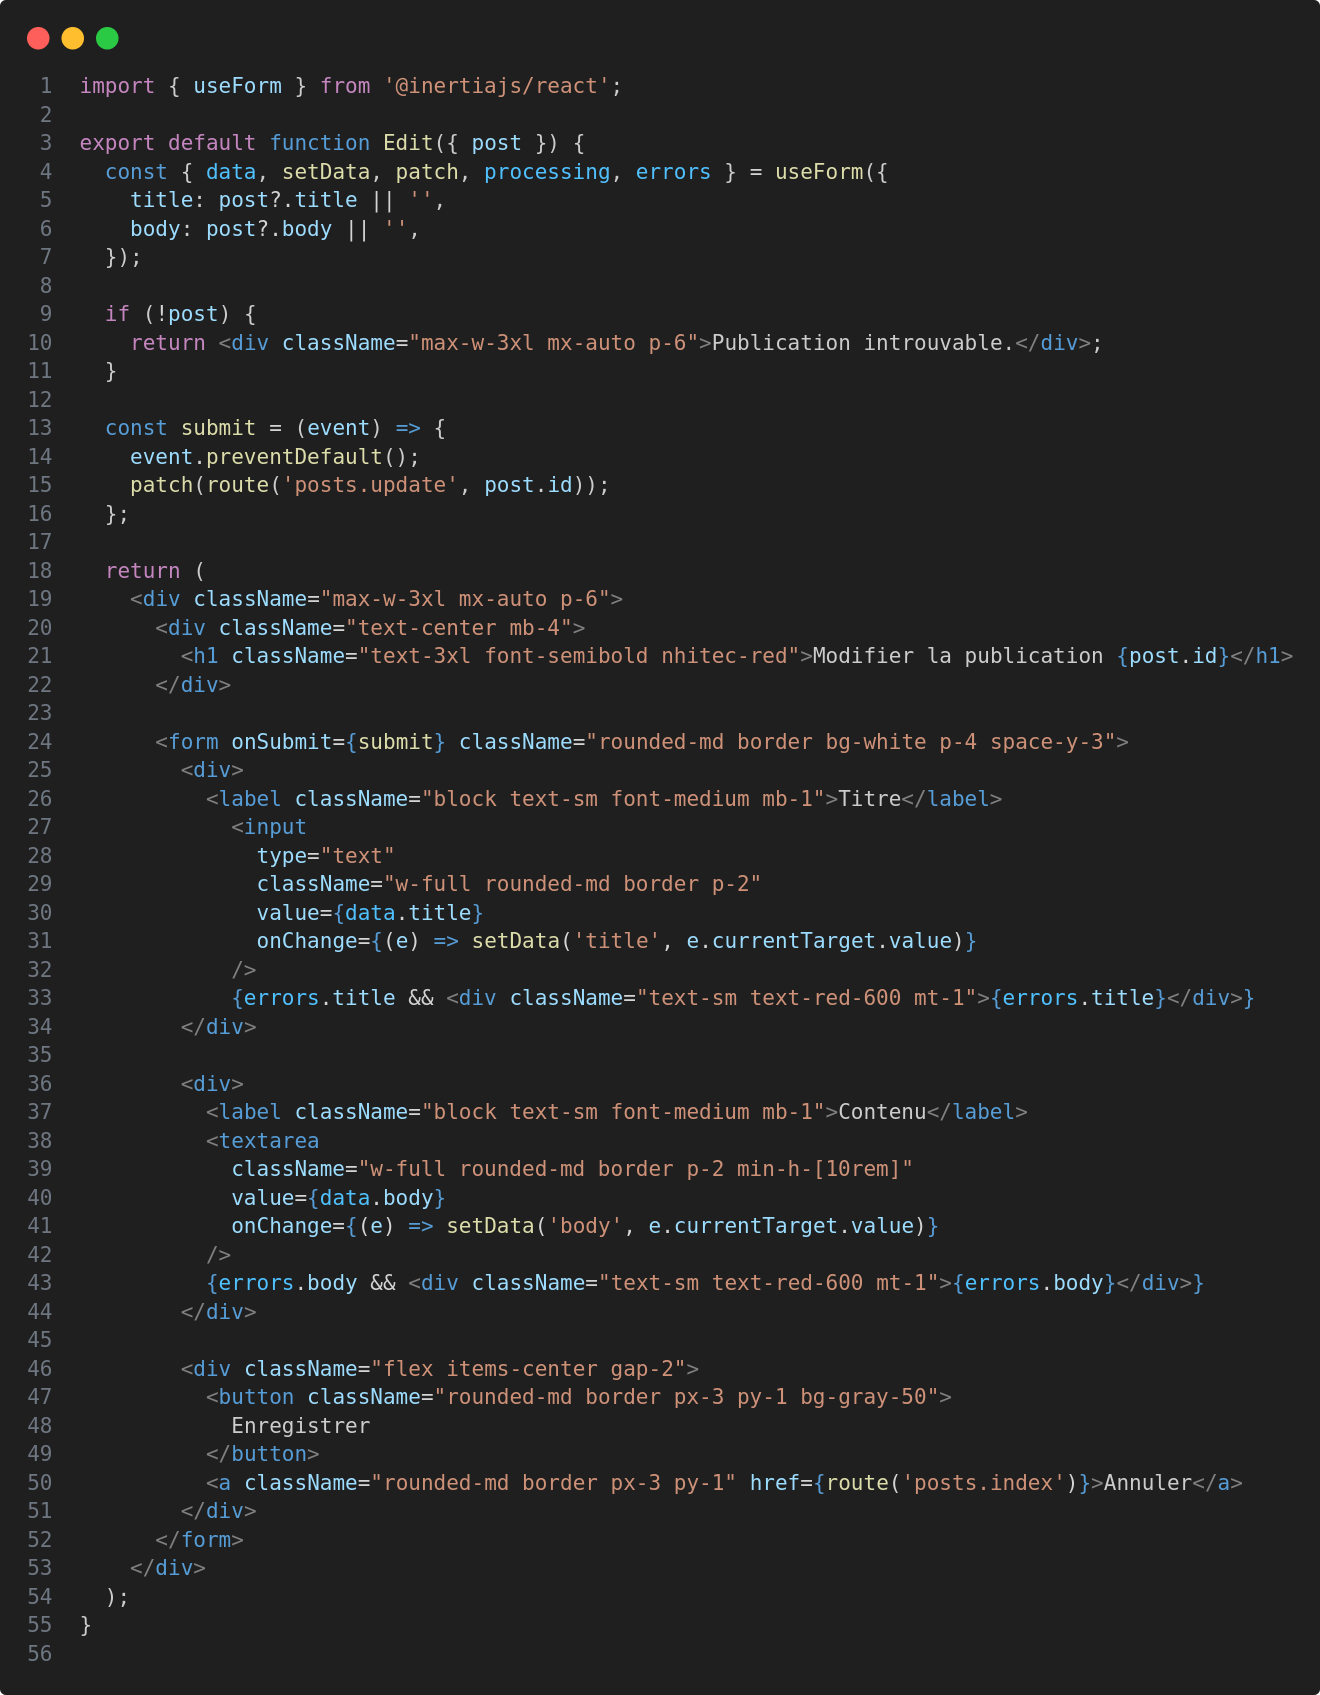 1 import { useForm } from '@inertiajs/react';
2
3 export default function Edit({ post }) {
4   const { data, setData, patch, processing, errors } = useForm({
5     title: post?.title || '',
6     body: post?.body || '',
7   });
8
9   if (!post) {
10     return <div className="max-w-3xl mx-auto p-6">Publication introuvable.</div>;
11   }
12
13   const submit = (event) => {
14     event.preventDefault();
15     patch(route('posts.update', post.id));
16   };
17
18   return (
19     <div className="max-w-3xl mx-auto p-6">
20       <div className="text-center mb-4">
21         <h1 className="text-3xl font-semibold nhitec-red">Modifier la publication {post.id}</h1>
22       </div>
23
24       <form onSubmit={submit} className="rounded-md border bg-white p-4 space-y-3">
25         <div>
26           <label className="block text-sm font-medium mb-1">Titre</label>
27             <input
28               type="text"
29               className="w-full rounded-md border p-2"
30               value={data.title}
31               onChange={(e) => setData('title', e.currentTarget.value)}
32             />
33             {errors.title && <div className="text-sm text-red-600 mt-1">{errors.title}</div>}
34         </div>
35
36         <div>
37           <label className="block text-sm font-medium mb-1">Contenu</label>
38           <textarea
39             className="w-full rounded-md border p-2 min-h-[10rem]"
40             value={data.body}
41             onChange={(e) => setData('body', e.currentTarget.value)}
42           />
43           {errors.body && <div className="text-sm text-red-600 mt-1">{errors.body}</div>}
44         </div>
45
46         <div className="flex items-center gap-2">
47           <button className="rounded-md border px-3 py-1 bg-gray-50">
48             Enregistrer
49           </button>
50           <a className="rounded-md border px-3 py-1" href={route('posts.index')}>Annuler</a>
51         </div>
52       </form>
53     </div>
54   );
55 }
56